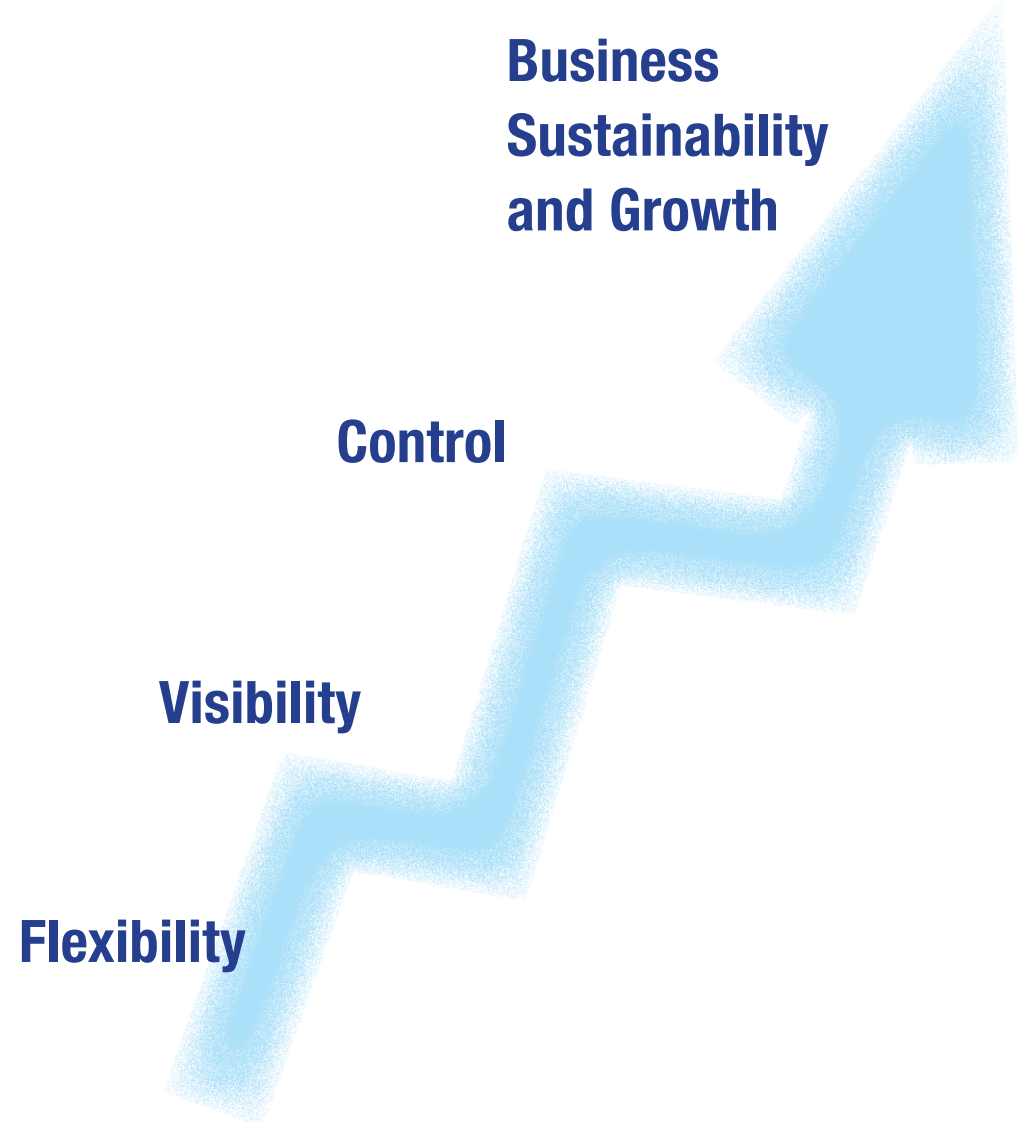 Business
Sustainability
and Growth
Control
Visibility
Flexibility